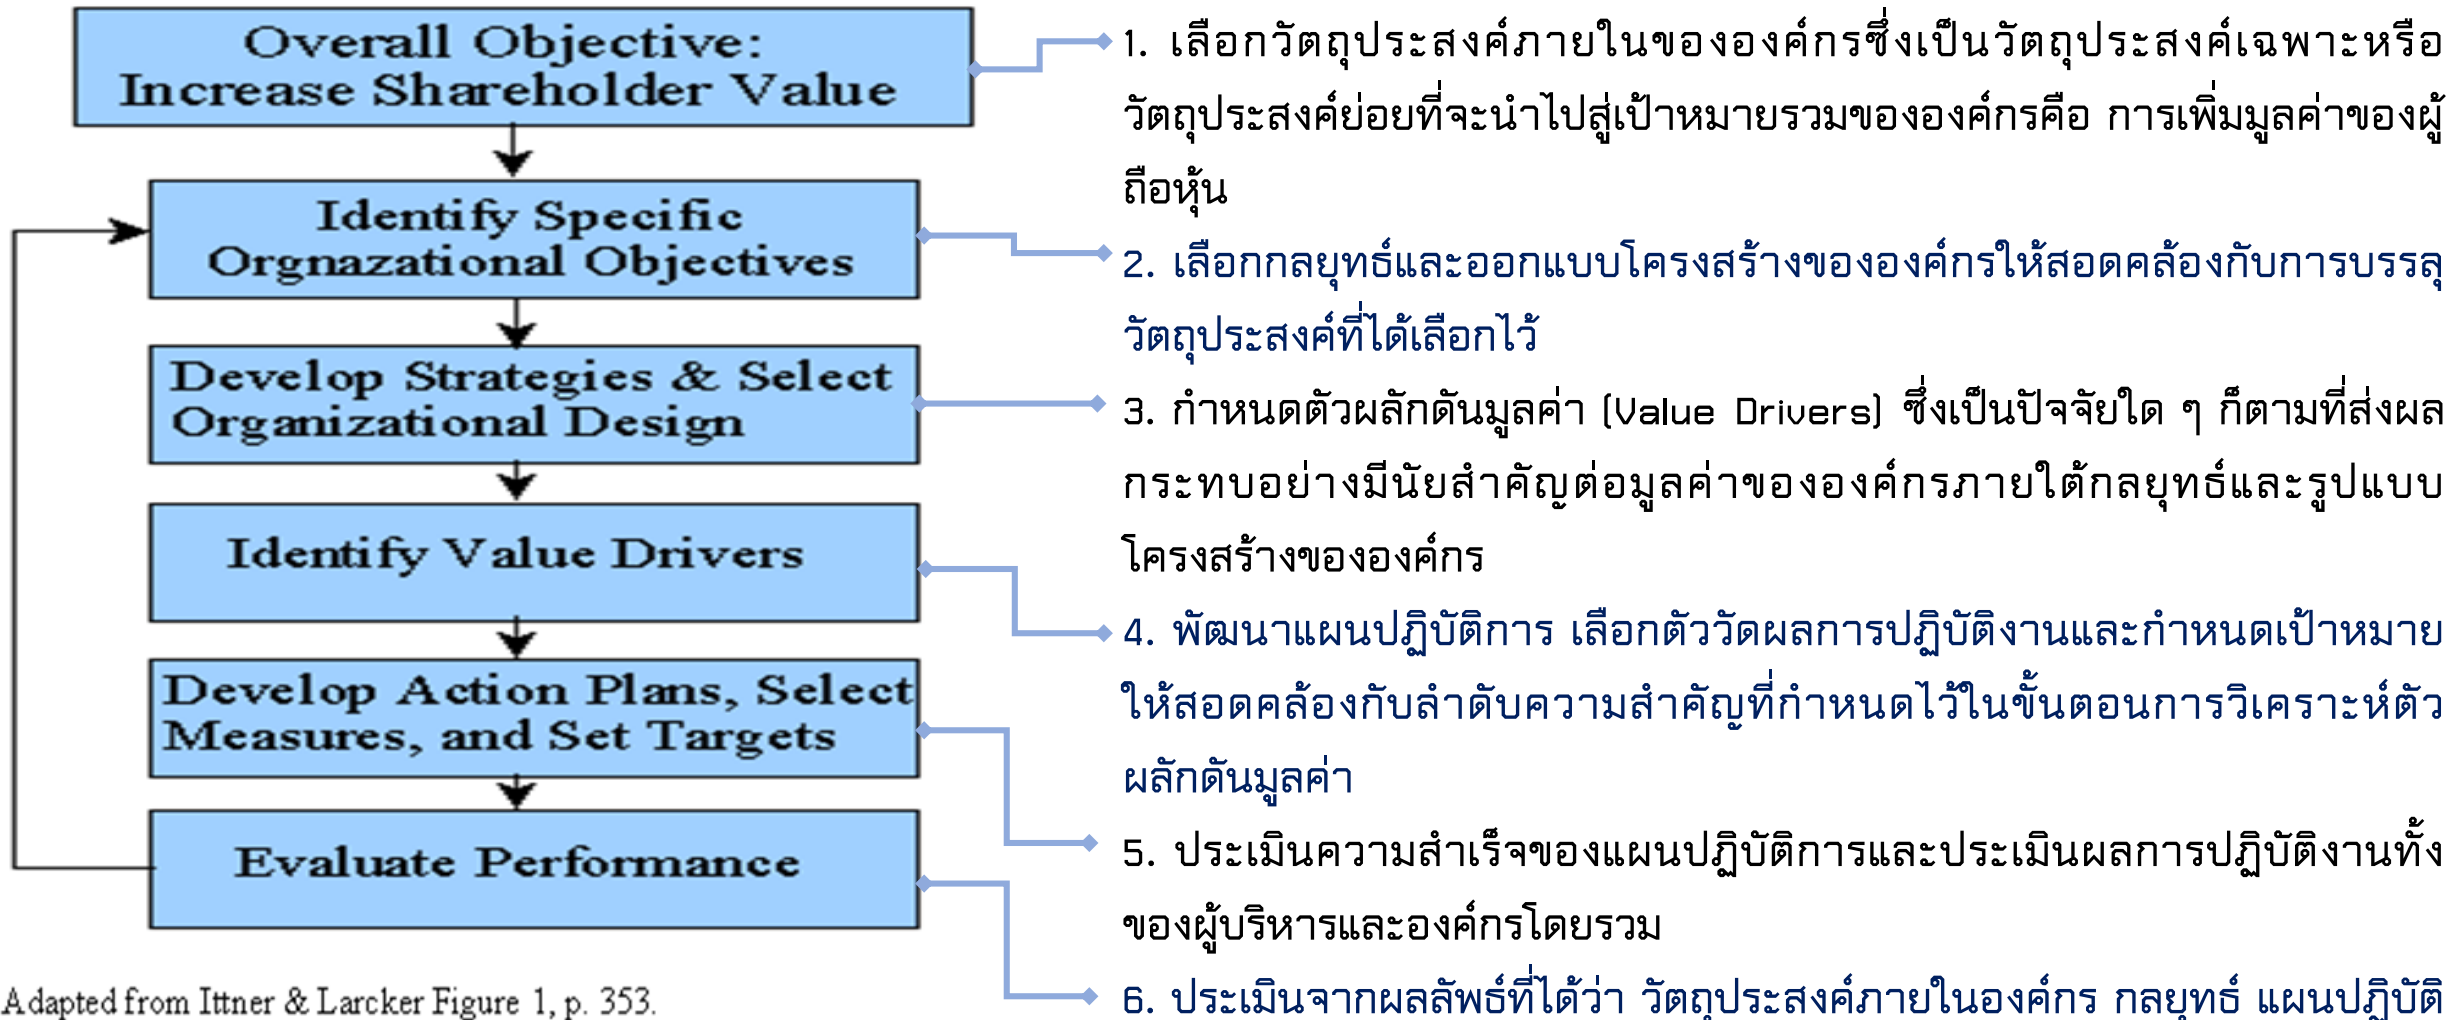 Overall Objective:
Increase Shareholder Value
Identify Specific
Orgnazational Objectives
Develop Strategies & Select
Organizational Design
Identify Value Drivers
Develop Action Plans, Select
Measures, and Set Targets
Evaluate Performance
Adapted from Ittner & Larcker Figure 1, p. 353.
1. เลือกวัตถุประสงค์ภายในขององค์กรซึ่งเป็นวัตถุประสงค์เฉพาะหรือ
วัตถุประสงค์ย่อยที่จะนำไปสู่เป้าหมายรวมขององค์กรคือ การเพิ่มมูลค่าของผู้
ถือหุ้น
2. เลือกกลยุทธ์และออกแบบโครงสร้างขององค์กรให้สอดคล้องกับการบรรลุ
วัตถุประสงค์ที่ได้เลือกไว้
3. กำหนดตัวผลักดันมูลค่า (Value Drivers) ซึ่งเป็นปัจจัยใด ๆ ก็ตามที่ส่งผล
กระทบอย่างมีนัยสำคัญต่อมูลค่าขององค์กรภายใต้กลยุทธ์และรูปแบบ
โครงสร้างขององค์กร
4. พัฒนาแผนปฏิบัติการ เลือกตัววัดผลการปฏิบัติงานและกำหนดเป้าหมาย
ให้สอดคล้องกับลำดับความสำคัญที่กำหนดไว้ในขั้นตอนการวิเคราะห์ตัว
ผลักดันมูลค่า
5. ประเมินความสำเร็จของแผนปฏิบัติการและประเมินผลการปฏิบัติงานทั้ง
ของผู้บริหารและองค์กรโดยรวม
6. ประเมินจากผลลัพธ์ที่ได้ว่า วัตถุประสงค์ภายในองค์กร กลยุทธ์ แผนปฏิบัติ